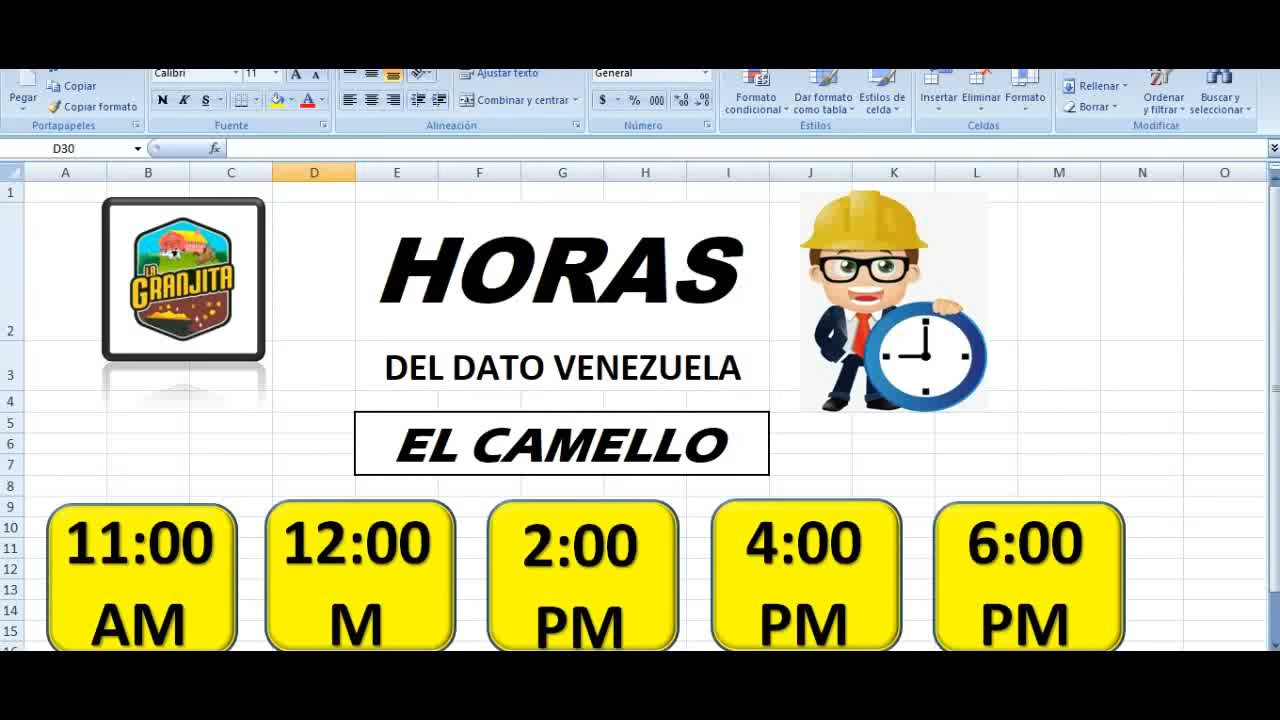 Pegar
Copiar
Copiar formato
Portapapeles
Calibri 11
N K S
Fuente
Ajustar texto
Combinar y centrar
Alineación
General
$ % 000
Número
Formato condicional
Dar formato como tabla
Estilos de celda
Estilos
Insertar
Eliminar
Formato
Celdas
Rellenar
Borrar
Ordenar y filtrar
Buscar y seleccionar
Modificar
D30
fx
A B C D E F G H I J K L M N O
1
2
3
4
5
6
7
8
9
10
11
12
13
14
15
LA GRANJITA
HORAS
DEL DATO VENEZUELA
EL CAMELLO
11:00 AM
12:00 M
2:00 PM
4:00 PM
6:00 PM